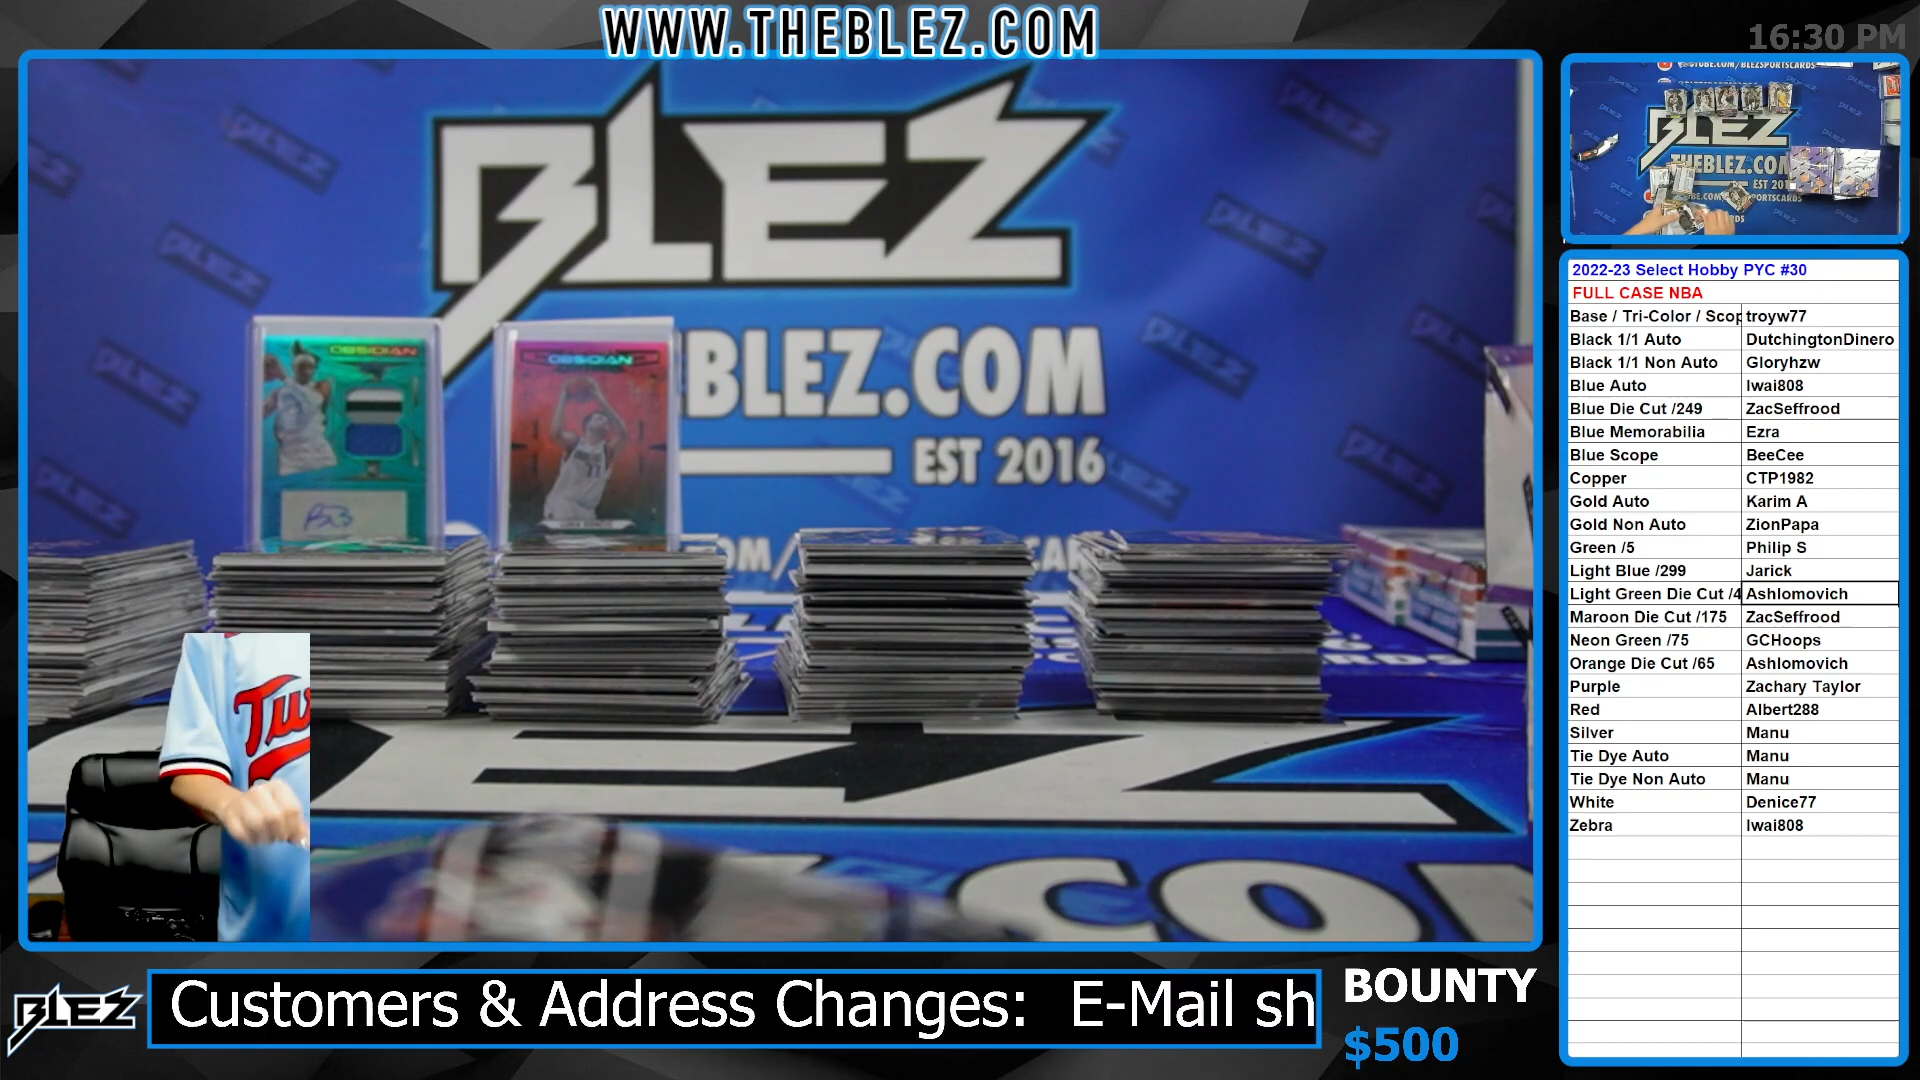 WWW.THEBLEZ.COM
16:30 PM
BLEZ
THEBLEZ.COM
EST 2016
BLEZ.COM
EST 2016
OBSIDIAN
OBSIDIAN
2022-23 Select Hobby PYC #30
FULL CASE NBA
Base / Tri-Color / Scop troyw77
Black 1/1 Auto DutchingtonDinero
Black 1/1 Non Auto Gloryhzw
Blue Auto Iwai808
Blue Die Cut /249 ZacSeffrood
Blue Memorabilia Ezra
Blue Scope BeeCee
Copper CTP1982
Gold Auto Karim A
Gold Non Auto ZionPapa
Green /5 Philip S
Light Blue /299 Jarick
Light Green Die Cut /4 Ashlomovich
Maroon Die Cut /175 ZacSeffrood
Neon Green /75 GCHoops
Orange Die Cut /65 Ashlomovich
Purple Zachary Taylor
Red Albert288
Silver Manu
Tie Dye Auto Manu
Tie Dye Non Auto Manu
White Denice77
Zebra Iwai808
BLEZ
Customers & Address Changes: E-Mail sh
BOUNTY
$500